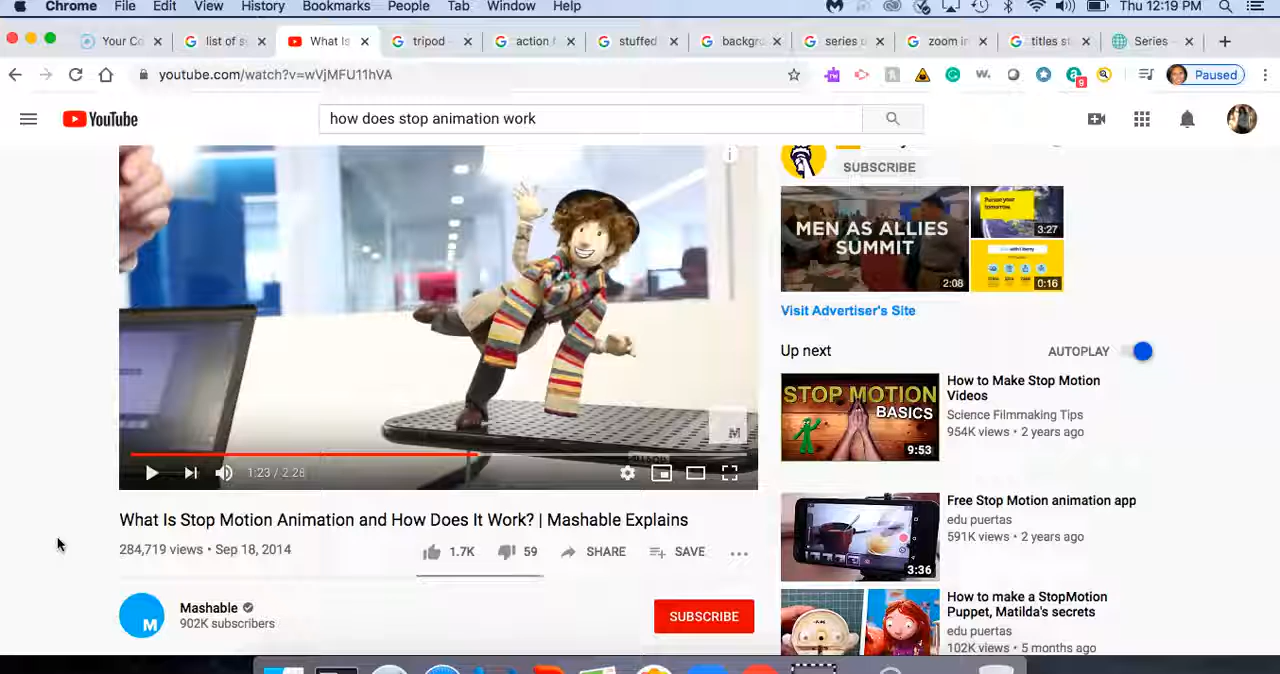 Chrome File Edit View History Bookmarks People Tab Window Help Thu 12:19 PM
Your Co list of s What Is tripod - action f stuffed backgro series p zoom in titles st Series -
youtube.com/watch?v=wVjMFU11hVA
W. 9 Paused
YouTube
how does stop animation work
SUBSCRIBE
MEN AS ALLIES
SUMMIT
2:08
Pursue your
tomorrow.
3:27
0:16
Visit Advertiser's Site
Up next
AUTOPLAY
STOP MOTION
BASICS
9:53
How to Make Stop Motion
Videos
Science Filmmaking Tips
954K views • 2 years ago
M
1:23 / 2:28
What Is Stop Motion Animation and How Does It Work? | Mashable Explains
284,719 views • Sep 18, 2014
1.7K 59 SHARE SAVE
3:36
Free Stop Motion animation app
edu puertas
591K views • 2 years ago
M
Mashable
902K subscribers
SUBSCRIBE
How to make a StopMotion
Puppet, Matilda's secrets
edu puertas
102K views • 5 months ago